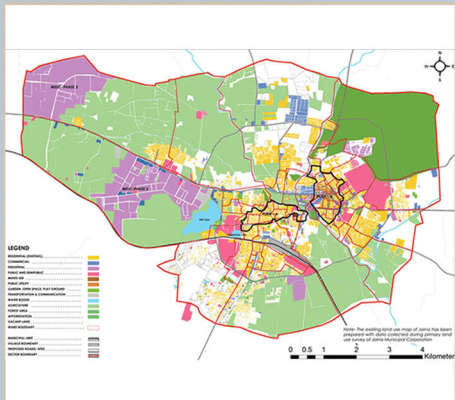 N
W
E
S
MIDC PHASE 3
MIDC PHASE 2
LEGEND
RESIDENTIAL (EXISTING)
COMMERCIAL
INDUSTRIAL
PUBLIC AND SEMIPUBLIC
MIXED USE
PUBLIC UTILITY
GARDEN, OPEN SPACE, PLAY GROUND
TRANSPORTATION & COMMUNICATION
WATER BODIES
AGRICULTURE
FOREST AREA
AFFORESTATION
VACANT LAND
WARD BOUNDARY
MUNICIPAL LIMIT
VILLAGE BOUNDARY
PROPOSED ROADS
SECTOR BOUNDARY
Note- The existing land use map of Jalna has been
prepared with data collected during primary land
use survey of Jalna Municipal Corporation
0 0.5 1 2 3 4
Kilometer